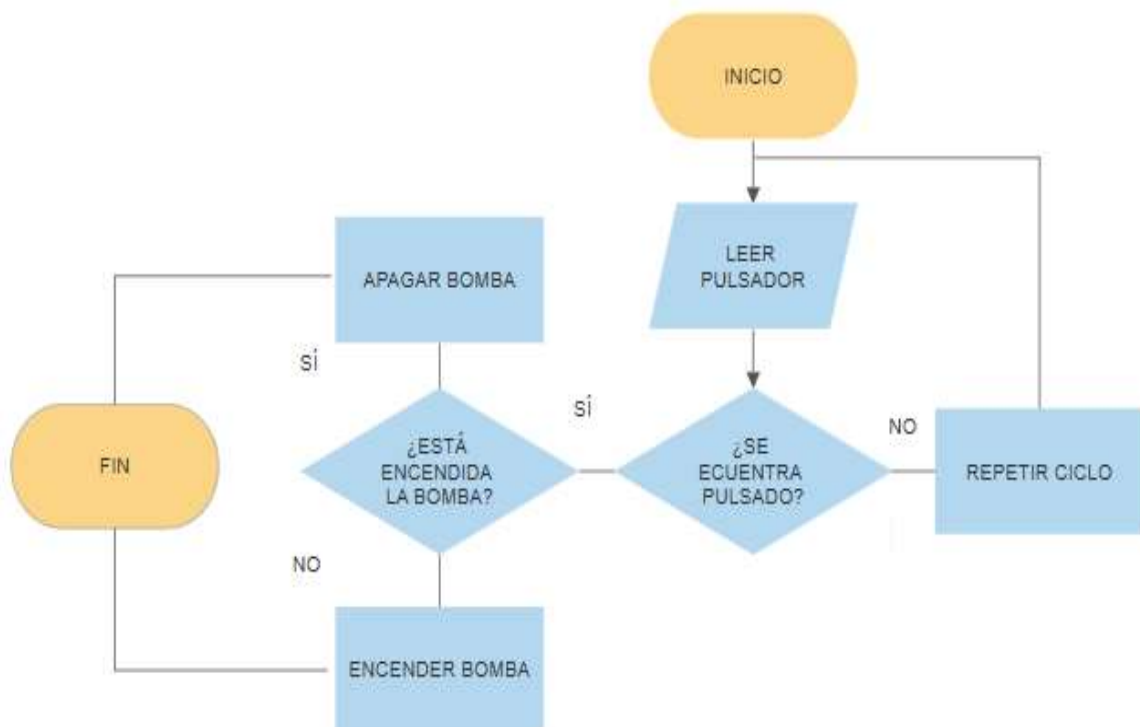 INICIO
LEER
PULSADOR
¿SE
ECUENTRA
PULSADO?
NO
REPETIR CICLO
SÍ
¿ESTÁ
ENCENDIDA
LA BOMBA?
SÍ
APAGAR BOMBA
NO
ENCENDER BOMBA
FIN